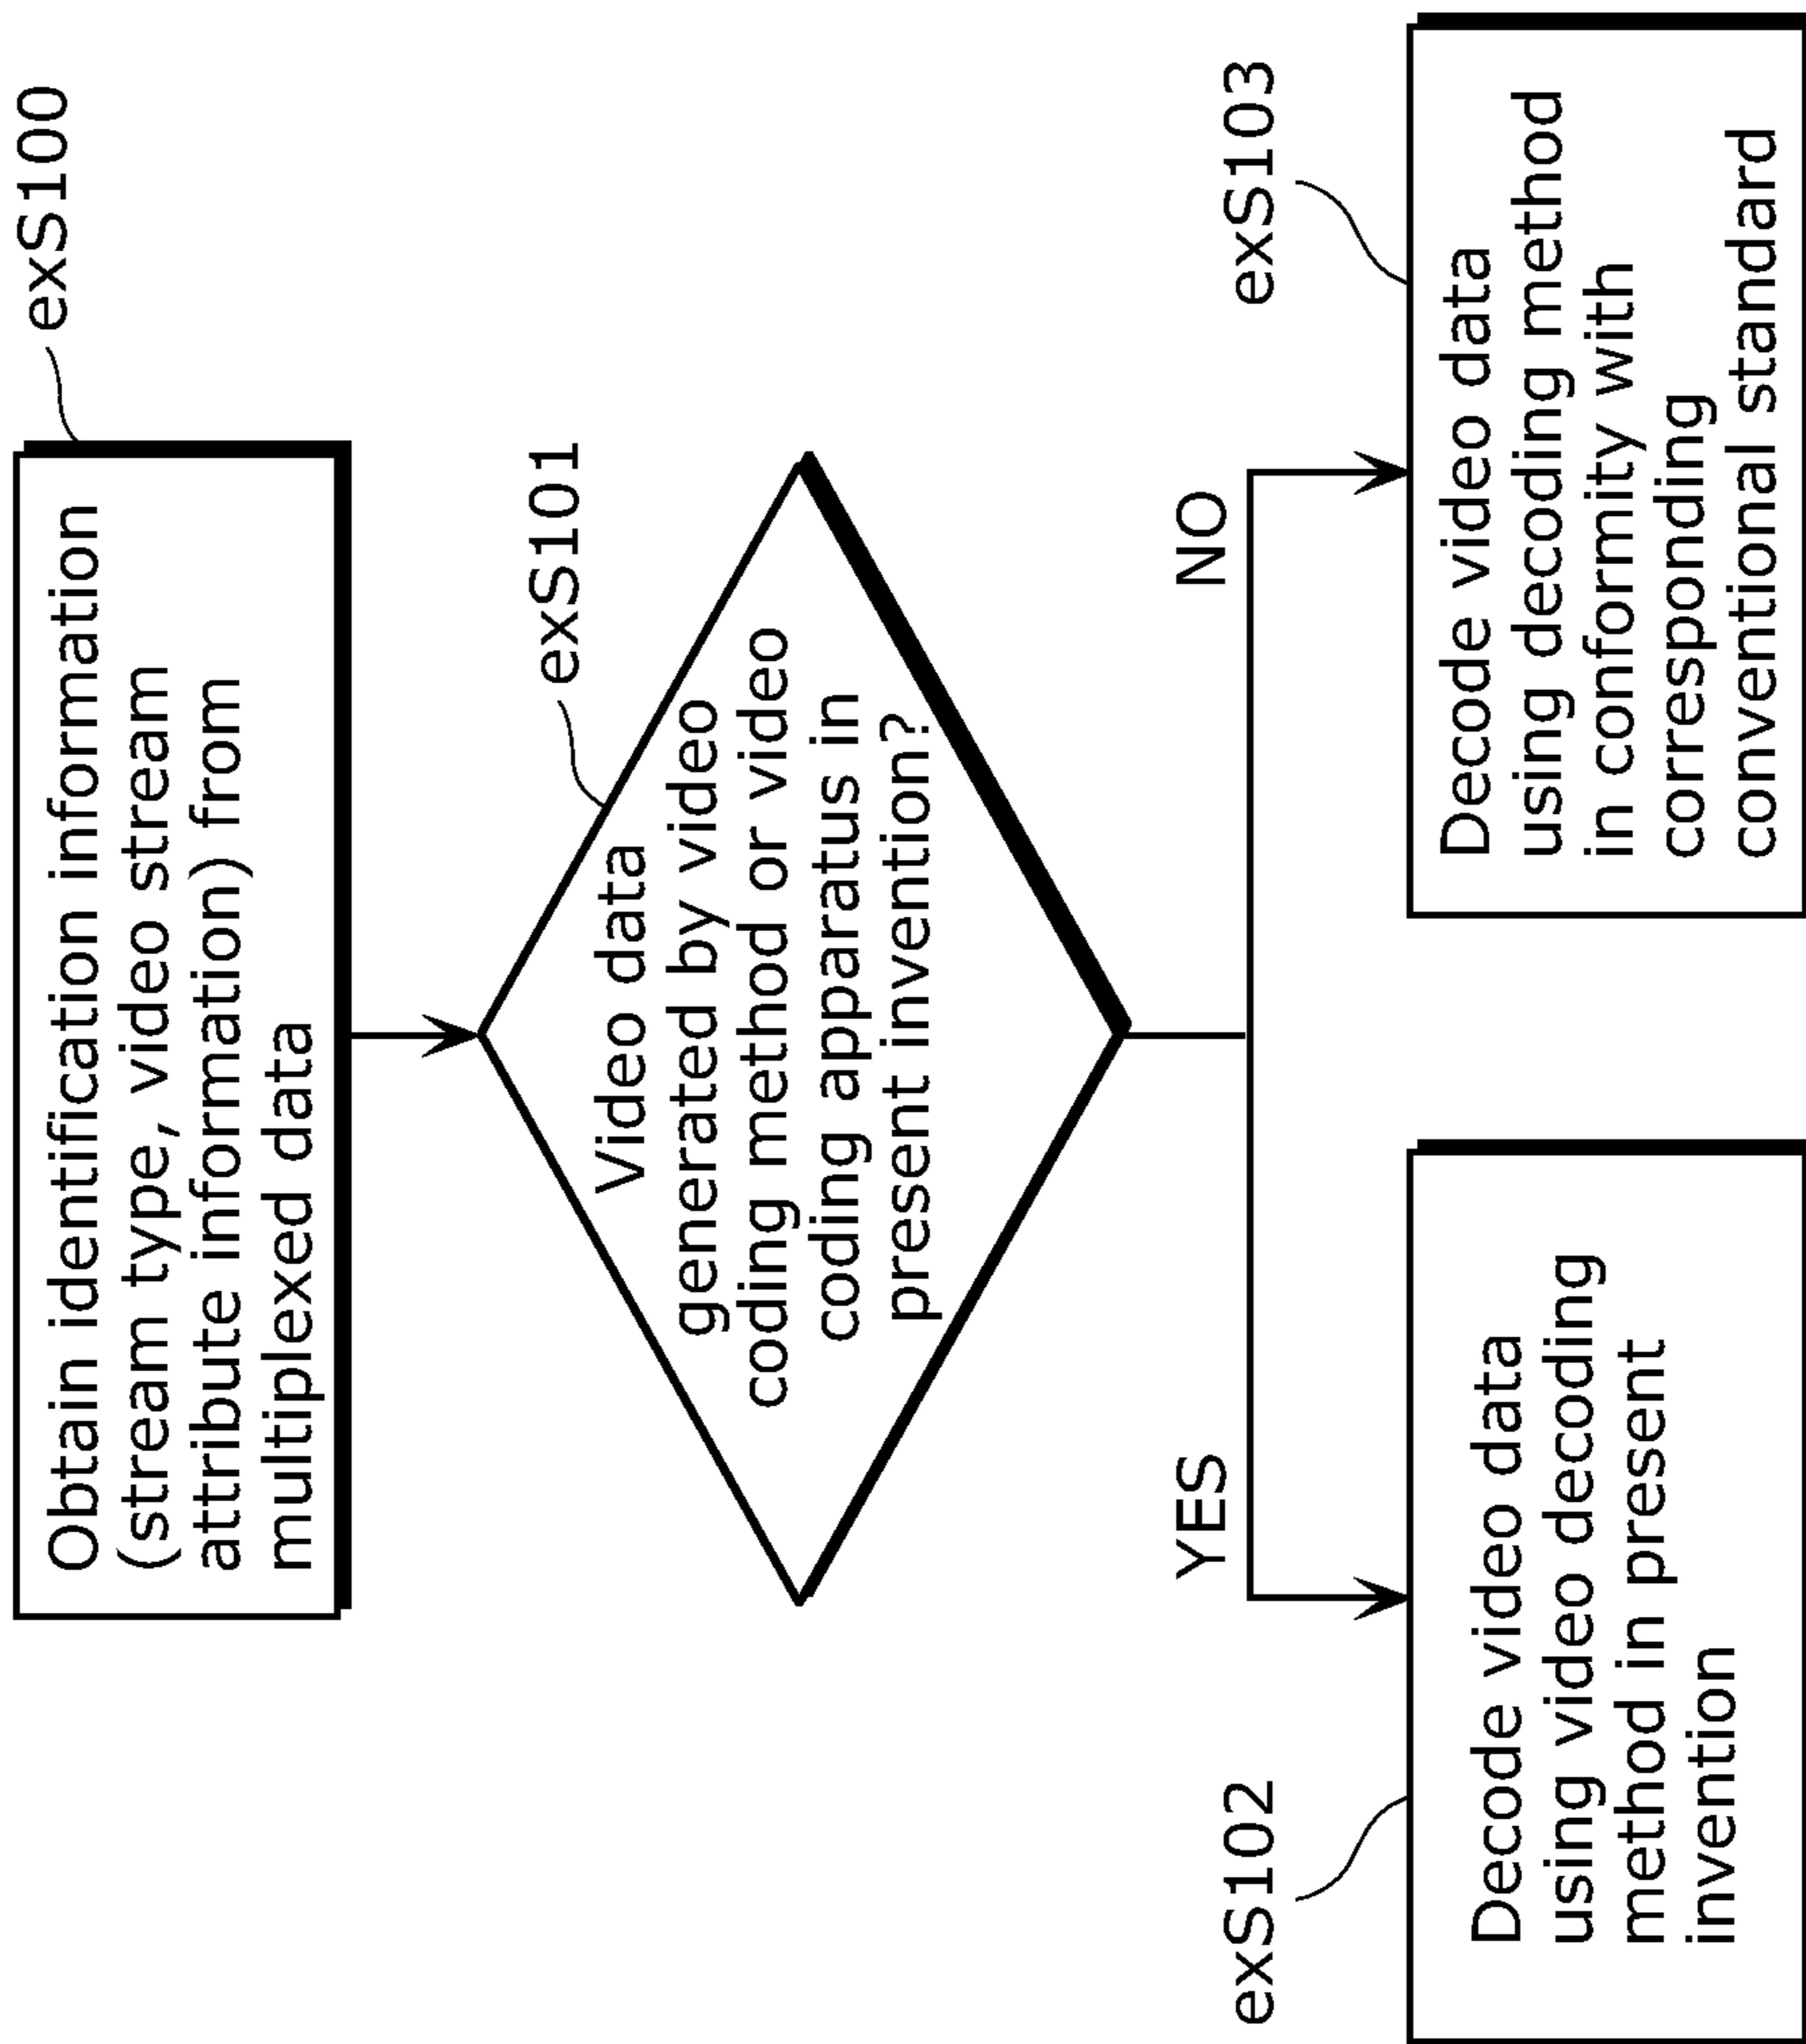 exS100
Obtain identification information
(stream type, video stream
attribute information) from
multiplexed data
exS101
Video data
generated by video
coding method or video
coding apparatus in
present invention?
YES
NO
exS102
Decode video data
using video decoding
method in present
invention
exS103
Decode video data
using decoding method
in conformity with
corresponding
conventional standard